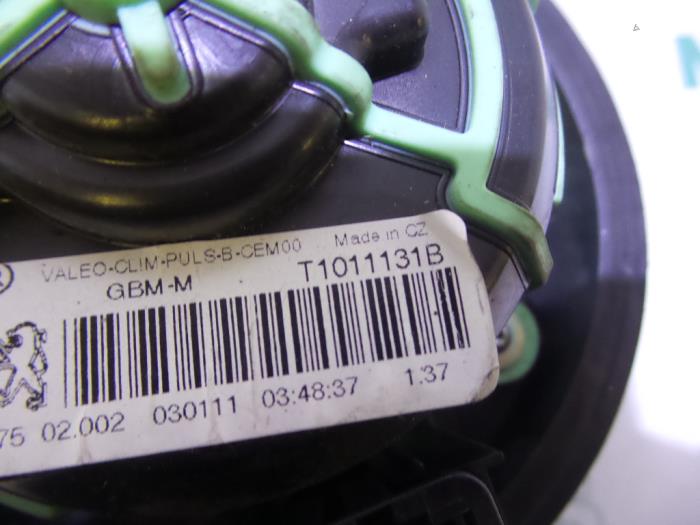 VALEO-CLIM-PULS-B-CEM00 Made in CZ
GBM-M T1011131B
75 02.002 030111 03:48:37 1.37